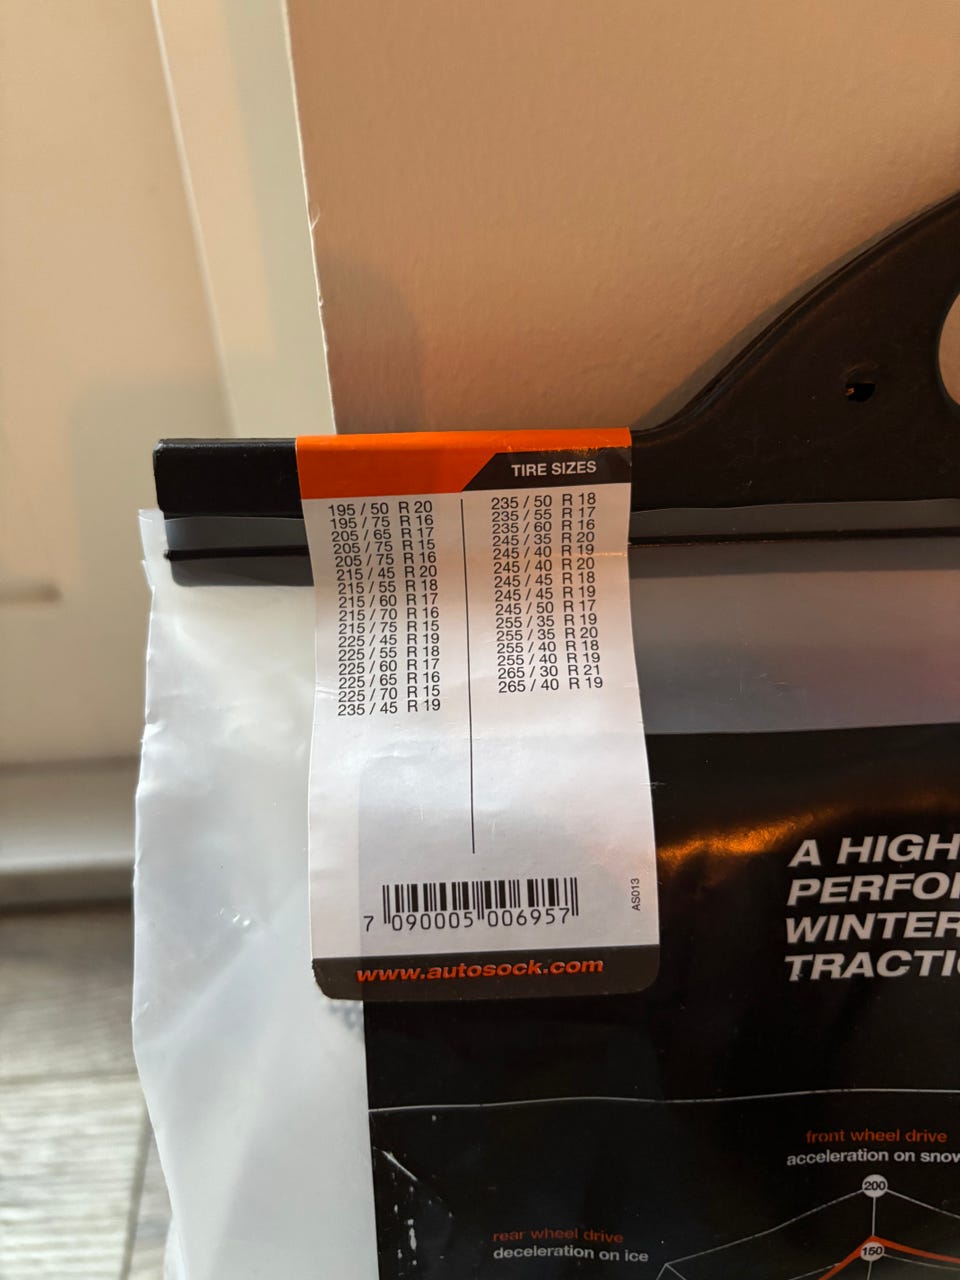 TIRE SIZES
195 / 50 R 20
195 / 75 R 16
205 / 65 R 17
205 / 75 R 15
205 / 75 R 16
215 / 45 R 20
215 / 55 R 18
215 / 60 R 17
215 / 70 R 16
215 / 75 R 15
225 / 45 R 19
225 / 55 R 18
225 / 60 R 17
225 / 65 R 16
225 / 70 R 15
235 / 45 R 19
235 / 50 R 18
235 / 55 R 17
235 / 60 R 16
245 / 35 R 20
245 / 40 R 19
245 / 40 R 20
245 / 45 R 18
245 / 45 R 19
245 / 50 R 17
255 / 35 R 19
255 / 35 R 20
255 / 40 R 18
255 / 40 R 19
265 / 30 R 21
265 / 40 R 19
7 090005 006957
AS013
www.autosock.com
A HIGH
PERFO
WINTER
TRACTI
front wheel drive
acceleration on snow
200
150
rear wheel drive
deceleration on ice